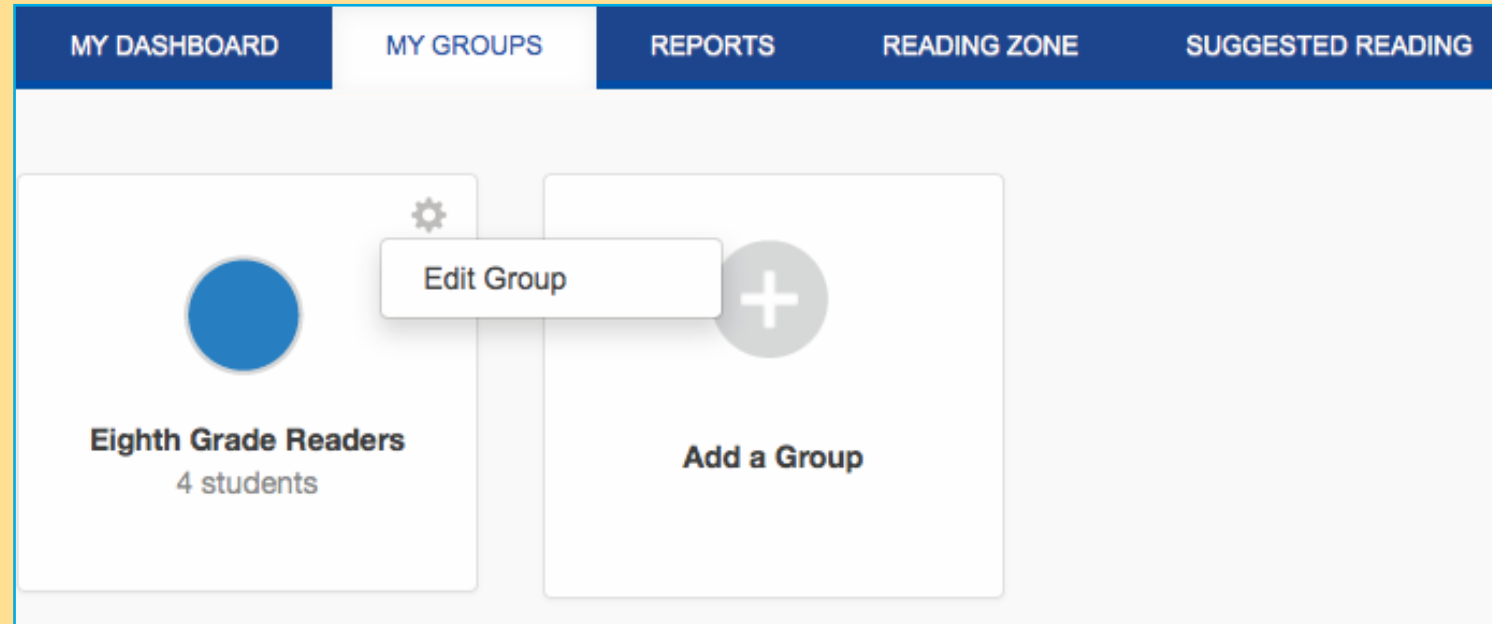 MY DASHBOARD MY GROUPS REPORTS READING ZONE SUGGESTED READING
Edit Group
Eighth Grade Readers
4 students
Add a Group